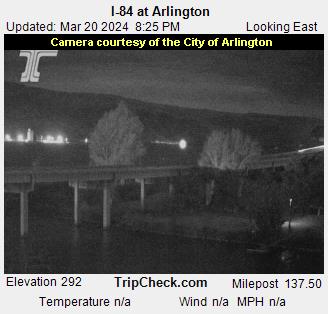 I-84 at Arlington
Updated: Mar 20 2024 8:25 PM Looking East
Camera courtesy of the City of Arlington
Elevation 292 TripCheck.com Milepost 137.50
Temperature n/a Wind n/a MPH n/a